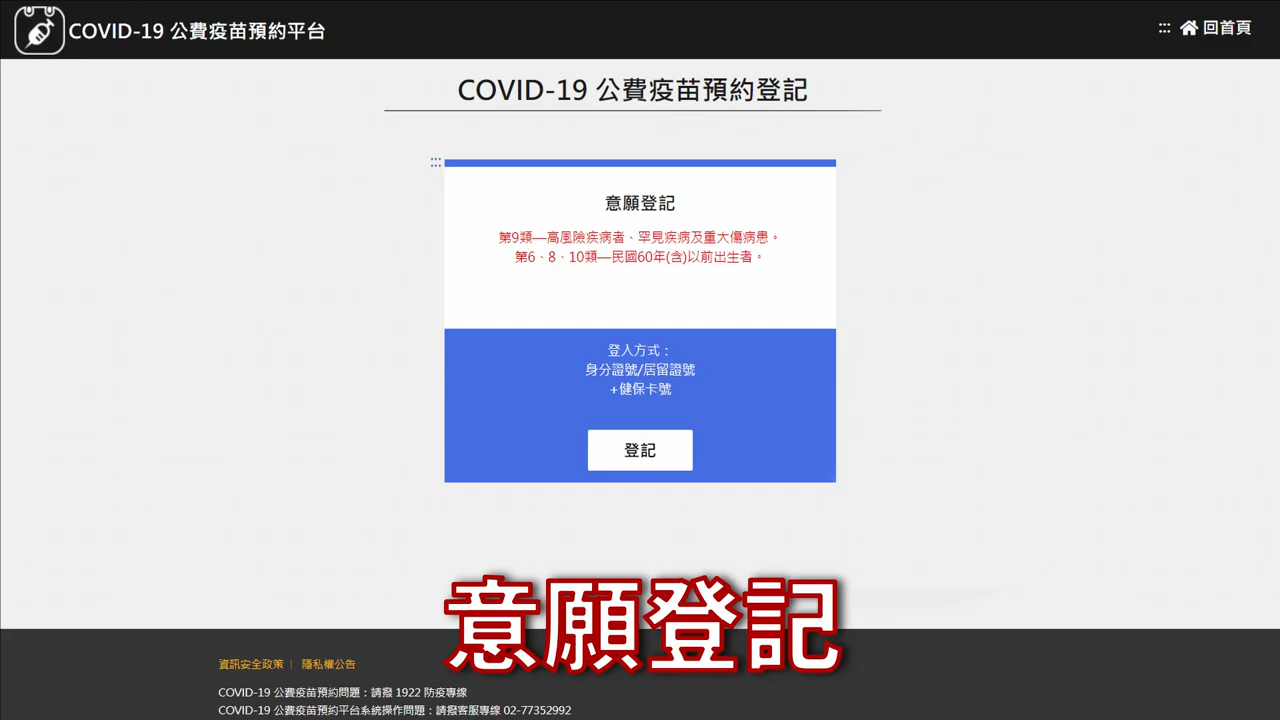 COVID-19 公費疫苗預約平台
::: 回首頁
COVID-19 公費疫苗預約登記
:::
意願登記
第9類—高風險疾病者、罕見疾病及重大傷病患。
第6、8、10類—民國60年(含)以前出生者。
登入方式：
身分證號/居留證號
+健保卡號
登記
意願登記
資訊安全政策 | 隱私權公告
COVID-19 公費疫苗預約問題：請撥 1922 防疫專線
COVID-19 公費疫苗預約平台系統操作問題：請撥客服專線 02-77352992